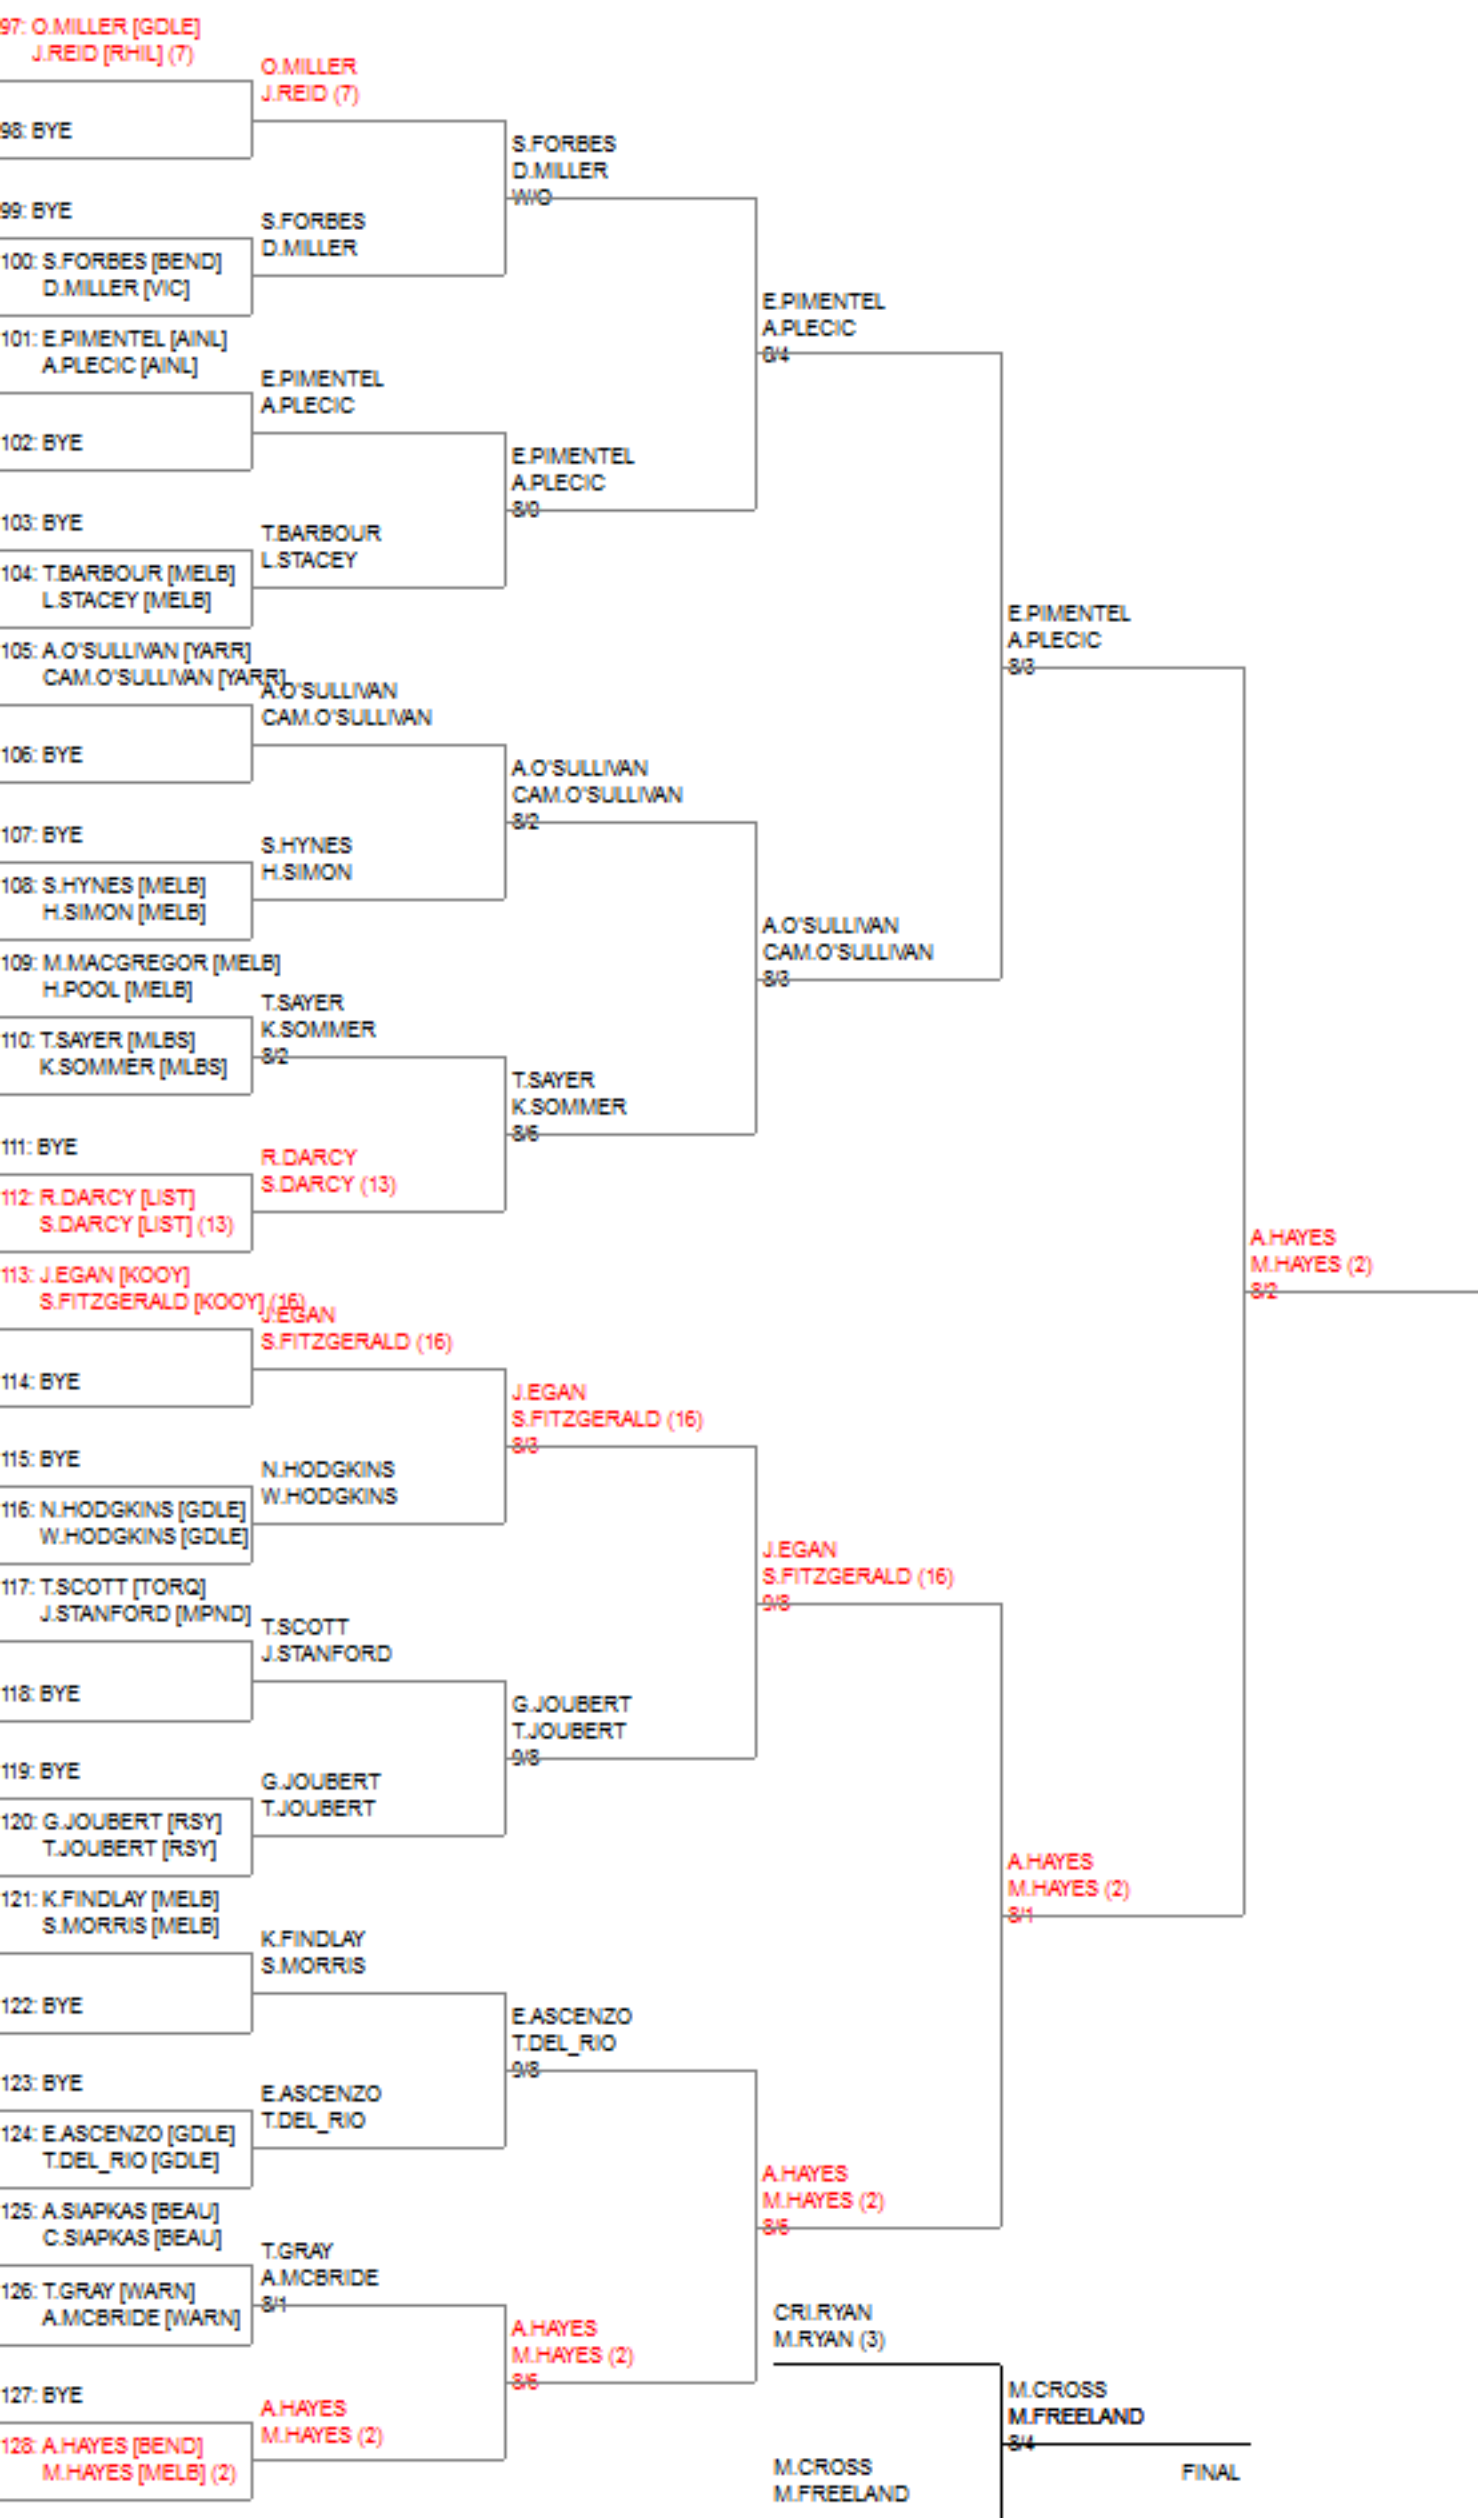 97: O.MILLER [GDLE]
J.REID [RHIL] (7)
98: BYE
99: BYE
100: S.FORBES [BEND]
D.MILLER [VIC]
101: E.PIMENTEL [AINL]
A.PLECIC [AINL]
102: BYE
103: BYE
104: T.BARBOUR [MELB]
L.STACEY [MELB]
105: A.O'SULLIVAN [YARR]
CAM.O'SULLIVAN [YARR]
106: BYE
107: BYE
108: S.HYNES [MELB]
H.SIMON [MELB]
109: M.MACGREGOR [MELB]
H.POOL [MELB]
110: T.SAYER [MLBS]
K.SOMMER [MLBS]
111: BYE
112: R.DARCY [LIST]
S.DARCY [LIST] (13)
113: J.EGAN [KOOY]
S.FITZGERALD [KOOY] (16)
114: BYE
115: BYE
116: N.HODGKINS [GDLE]
W.HODGKINS [GDLE]
117: T.SCOTT [TORQ]
J.STANFORD [MPND]
118: BYE
119: BYE
120: G.JOUBERT [RSY]
T.JOUBERT [RSY]
121: K.FINDLAY [MELB]
S.MORRIS [MELB]
122: BYE
123: BYE
124: E.ASCENZO [GDLE]
T.DEL_RIO [GDLE]
125: A.SIAPKAS [BEAU]
C.SIAPKAS [BEAU]
126: T.GRAY [WARN]
A.MCBRIDE [WARN]
127: BYE
128: A.HAYES [BEND]
M.HAYES [MELB] (2)
O.MILLER
J.REID (7)
S.FORBES
D.MILLER
E.PIMENTEL
A.PLECIC
T.BARBOUR
L.STACEY
A.O'SULLIVAN
CAM.O'SULLIVAN
S.HYNES
H.SIMON
T.SAYER
K.SOMMER
8/2
R.DARCY
S.DARCY (13)
J.EGAN
S.FITZGERALD (16)
N.HODGKINS
W.HODGKINS
T.SCOTT
J.STANFORD
G.JOUBERT
T.JOUBERT
K.FINDLAY
S.MORRIS
E.ASCENZO
T.DEL_RIO
T.GRAY
A.MCBRIDE
8/1
A.HAYES
M.HAYES (2)
S.FORBES
D.MILLER
W/O
E.PIMENTEL
A.PLECIC
A.O'SULLIVAN
CAM.O'SULLIVAN
8/2
T.SAYER
K.SOMMER
J.EGAN
S.FITZGERALD (16)
8/3
G.JOUBERT
T.JOUBERT
9/8
E.ASCENZO
T.DEL_RIO
9/8
A.HAYES
M.HAYES (2)
E.PIMENTEL
A.PLECIC
8/4
A.O'SULLIVAN
CAM.O'SULLIVAN
8/3
J.EGAN
S.FITZGERALD (16)
9/8
A.HAYES
M.HAYES (2)
E.PIMENTEL
A.PLECIC
8/3
A.HAYES
M.HAYES (2)
8/1
A.HAYES
M.HAYES (2)
8/2
CRI.RYAN
M.RYAN (3)
M.CROSS
M.FREELAND
M.CROSS
M.FREELAND
8/4
FINAL